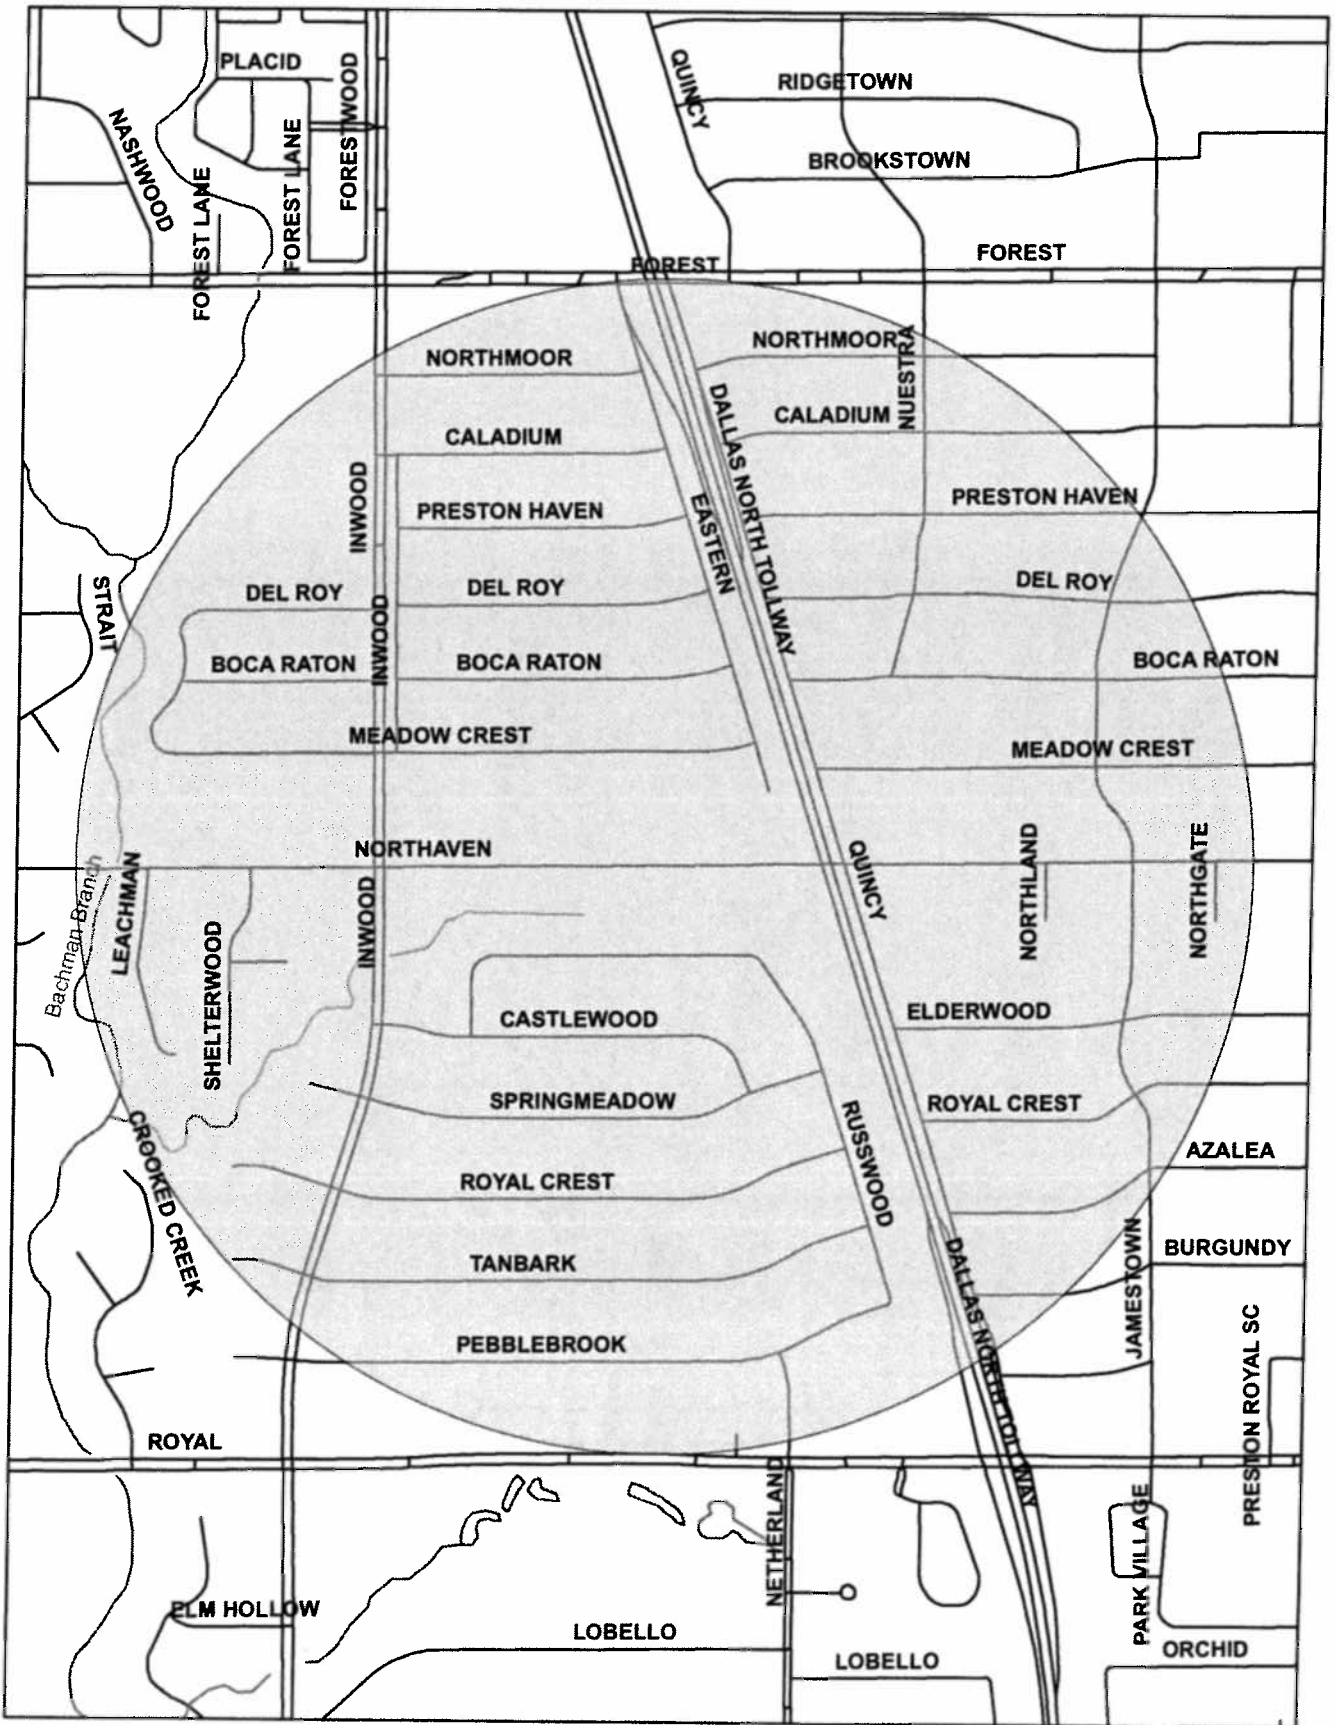 PLACID
QUINCY
RIDGETOWN
NASHWOOD
FOREST LANE
FOREST LANE
FORESTWOOD
BROOKSTOWN
FOREST
FOREST
NORTHMOOR
NORTHMOOR
NUESTRA
CALADIUM
CALADIUM
DALLAS NORTH TOLLWAY
INWOOD
PRESTON HAVEN
EASTERN
PRESTON HAVEN
STRAIT
DEL ROY
DEL ROY
DEL ROY
INWOOD
BOCA RATON
BOCA RATON
BOCA RATON
MEADOW CREST
MEADOW CREST
NORTHAVEN
Bachman Branch
LEACHMAN
SHELTERWOOD
INWOOD
QUINCY
NORTHLAND
NORTHGATE
CASTLEWOOD
ELDERWOOD
SPRINGMEADOW
ROYAL CREST
CROOKED CREEK
RUSSWOOD
AZALEA
ROYAL CREST
TANBARK
DALLAS NORTH TOLLWAY
JAMESTOWN
BURGUNDY
PEBBLEBROOK
PRESTON ROYAL SC
ROYAL
NETHERLAND
PARK VILLAGE
ELM HOLLOW
LOBELLO
LOBELLO
ORCHID